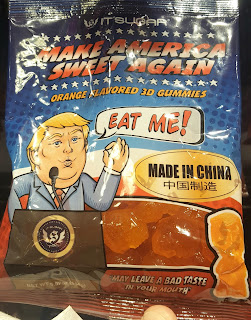 IT'SUGAR
MAKE AMERICA
SWEET AGAIN
ORANGE FLAVORED 3D GUMMIES
EAT ME!
MADE IN CHINA
中国制造
MAY LEAVE A BAD TASTE
IN YOUR MOUTH